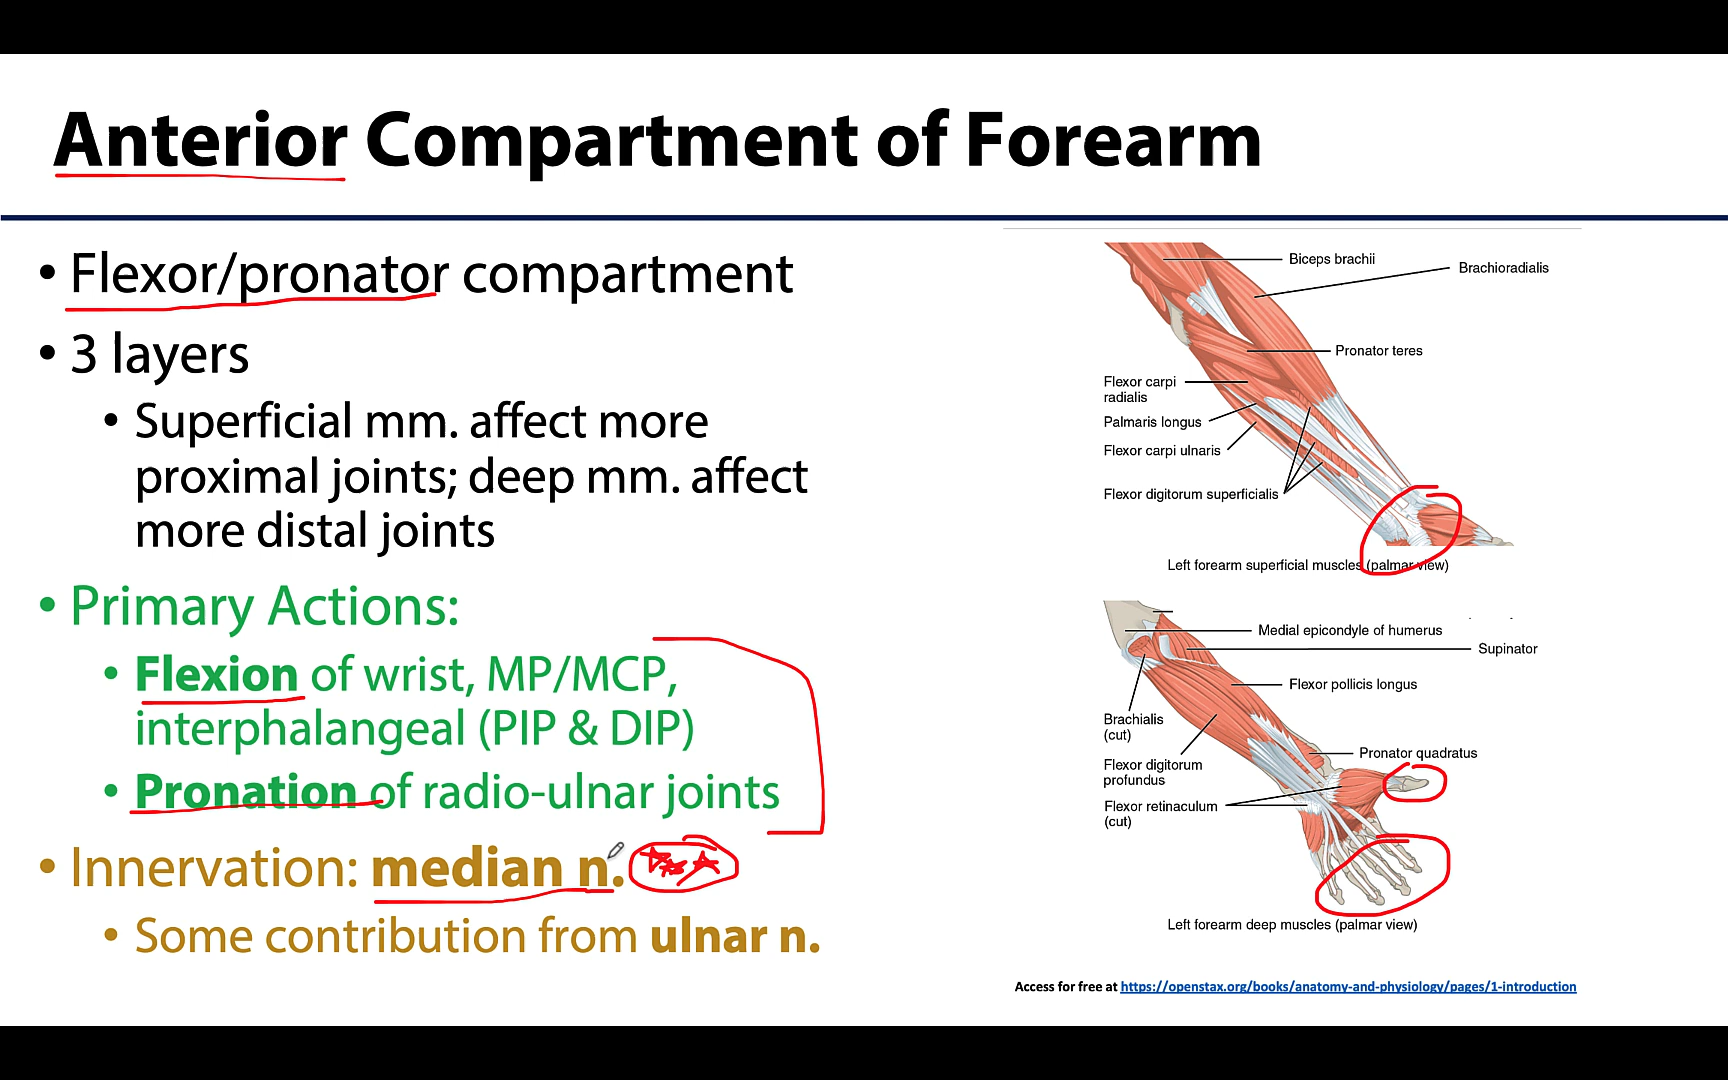 Anterior Compartment of Forearm
• Flexor/pronator compartment
• 3 layers
• Superficial mm. affect more
proximal joints; deep mm. affect
more distal joints
• Primary Actions:
• Flexion of wrist, MP/MCP,
interphalangeal (PIP & DIP)
• Pronation of radio-ulnar joints
• Innervation: median n.
• Some contribution from ulnar n.
Biceps brachii
Brachioradialis
Pronator teres
Flexor carpi
radialis
Palmaris longus
Flexor carpi ulnaris
Flexor digitorum superficialis
Left forearm superficial muscles (palmar view)
Medial epicondyle of humerus
Supinator
Flexor pollicis longus
Brachialis
(cut)
Pronator quadratus
Flexor digitorum
profundus
Flexor retinaculum
(cut)
Left forearm deep muscles (palmar view)
Access for free at https://openstax.org/books/anatomy-and-physiology/pages/1-introduction